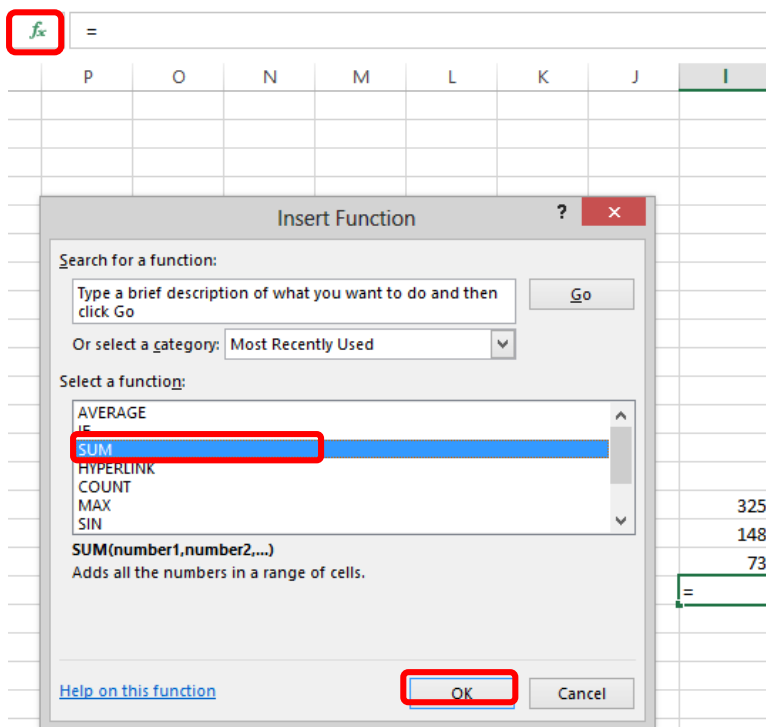 fx =
P O N M L K J I
Insert Function ? ×
Search for a function:
Type a brief description of what you want to do and then
click Go
Go
Or select a category: Most Recently Used
Select a function:
AVERAGE
IF
SUM
HYPERLINK
COUNT
MAX
SIN
SUM(number1,number2,...)
Adds all the numbers in a range of cells.
325
148
73
=
Help on this function
OK
Cancel